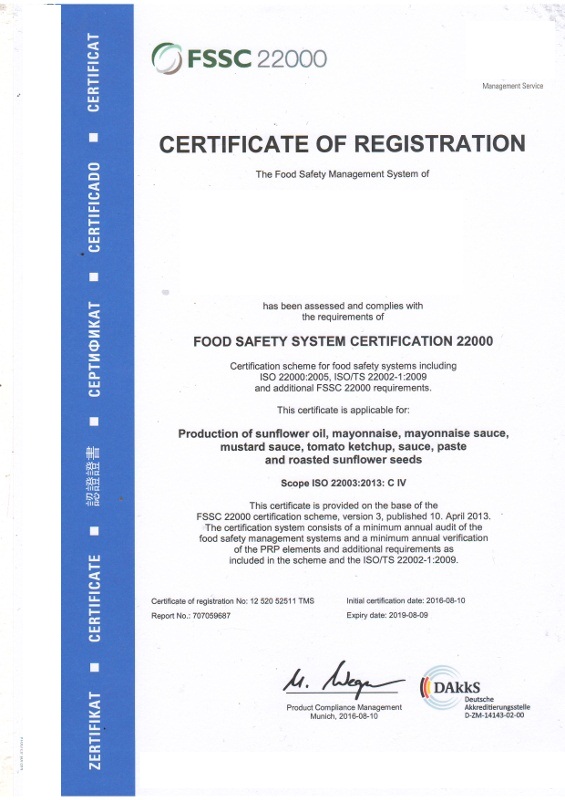 FSSC 22000
Management Service
CERTIFICATE OF REGISTRATION
The Food Safety Management System of
has been assessed and complies with
the requirements of
FOOD SAFETY SYSTEM CERTIFICATION 22000
Certification scheme for food safety systems including
ISO 22000:2005, ISO/TS 22002-1:2009
and additional FSSC 22000 requirements.
This certificate is applicable for:
Production of sunflower oil, mayonnaise, mayonnaise sauce,
mustard sauce, tomato ketchup, sauce, paste
and roasted sunflower seeds
Scope ISO 22003:2013: C IV
This certificate is provided on the base of the
FSSC 22000 certification scheme, version 3, published 10. April 2013.
The certification system consists of a minimum annual audit of the
food safety management systems and a minimum annual verification
of the PRP elements and additional requirements as
included in the scheme and the ISO/TS 22002-1:2009.
Certificate of registration No: 12 520 52511 TMS
Initial certification date: 2016-08-10
Report No.: 707059687
Expiry date: 2019-08-09
Product Compliance Management
Munich, 2016-08-10
DAkkS
Deutsche
Akkreditierungsstelle
D-ZM-14143-02-00
ZERTIFIKAT ■ CERTIFICATE ■ 認證證書 ■ СЕРТИФИКАТ ■ CERTIFICADO ■ CERTIFICAT